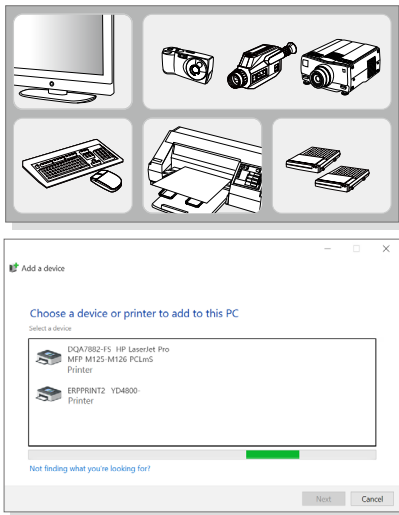 Add a device
Choose a device or printer to add to this PC
Select a device
DQA7882-F5 HP LaserJet Pro
MFP M125-M126 PCLmS
Printer
ERPPRINT2 YD4800-
Printer
Not finding what you're looking for?
Next Cancel